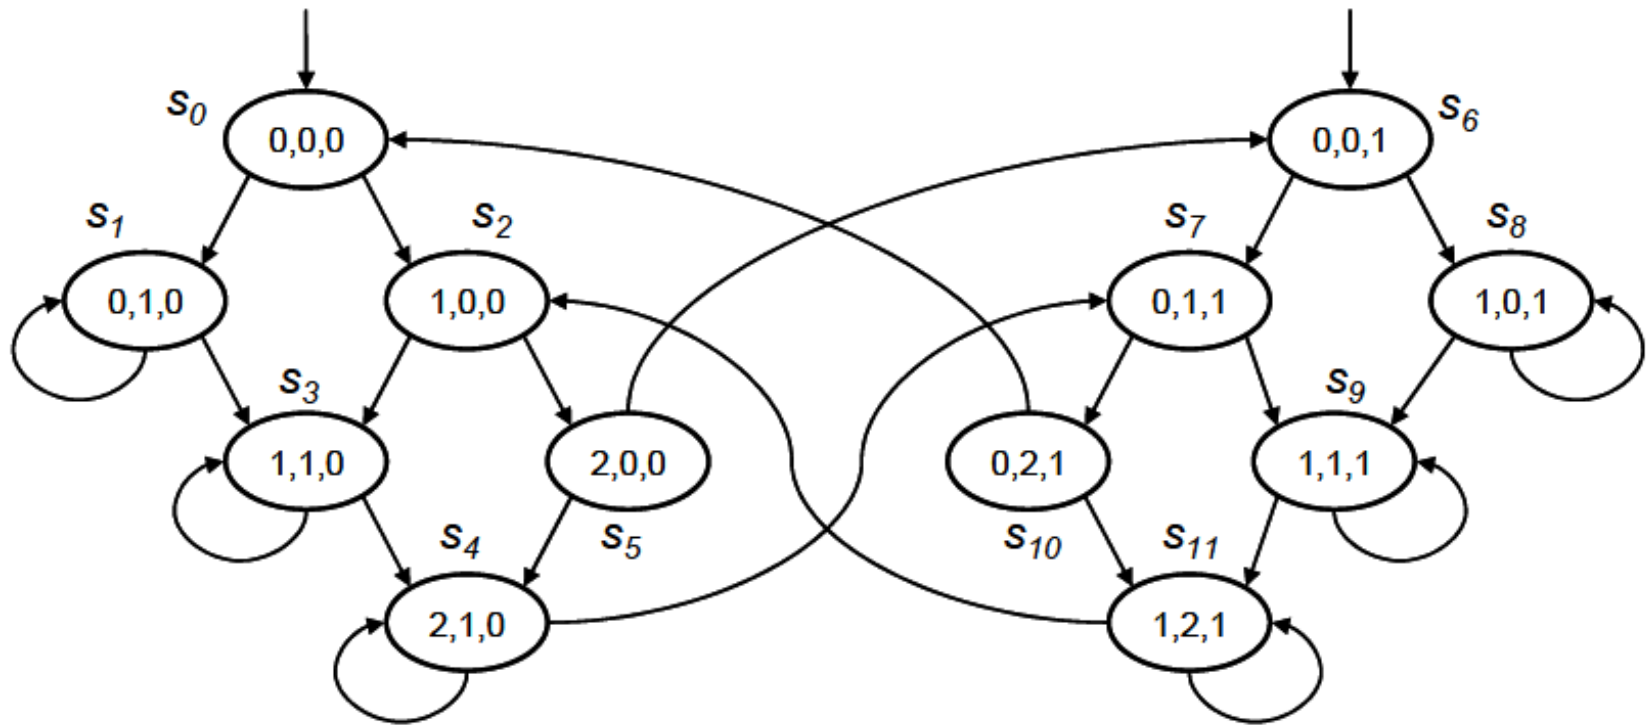 s0 0,0,0 0,0,1 s6
s1 s2 s7 s8
0,1,0 1,0,0 0,1,1 1,0,1
s3 s9
1,1,0 2,0,0 0,2,1 1,1,1
s4 s5 s10 s11
2,1,0 1,2,1